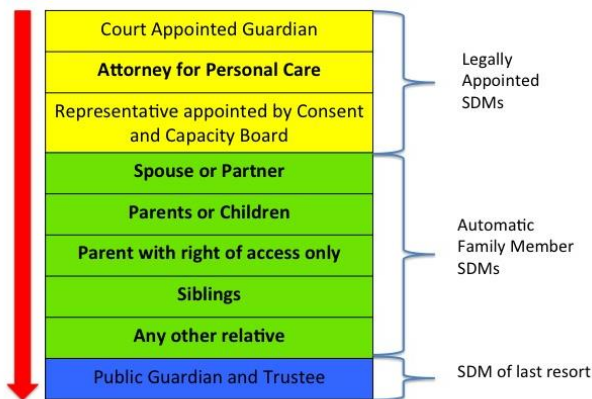 Court Appointed Guardian
Attorney for Personal Care
Representative appointed by Consent
and Capacity Board
Spouse or Partner
Parents or Children
Parent with right of access only
Siblings
Any other relative
Public Guardian and Trustee
Legally
Appointed
SDMs
Automatic
Family Member
SDMs
SDM of last resort